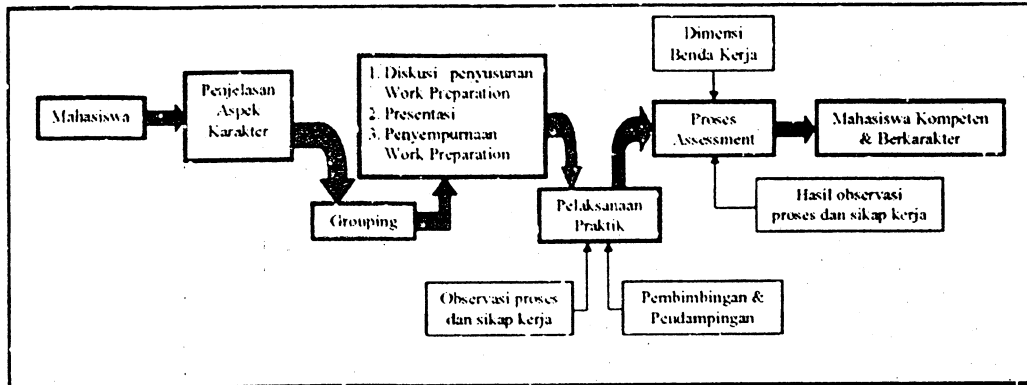 Mahasiswa
Penjelasan
Aspek
Karakter
Grouping
1. Diskusi penyusunan
Work Preparation
2. Presentasi
3. Penyempurnaan
Work Preparation
Pelaksanaan
Praktik
Observasi proses
dan sikap kerja
Pembimbingan &
Pendampingan
Dimensi
Benda Kerja
Proses
Assessment
Hasil observasi
proses dan sikap kerja
Mahasiswa Kompeten
& Berkarakter